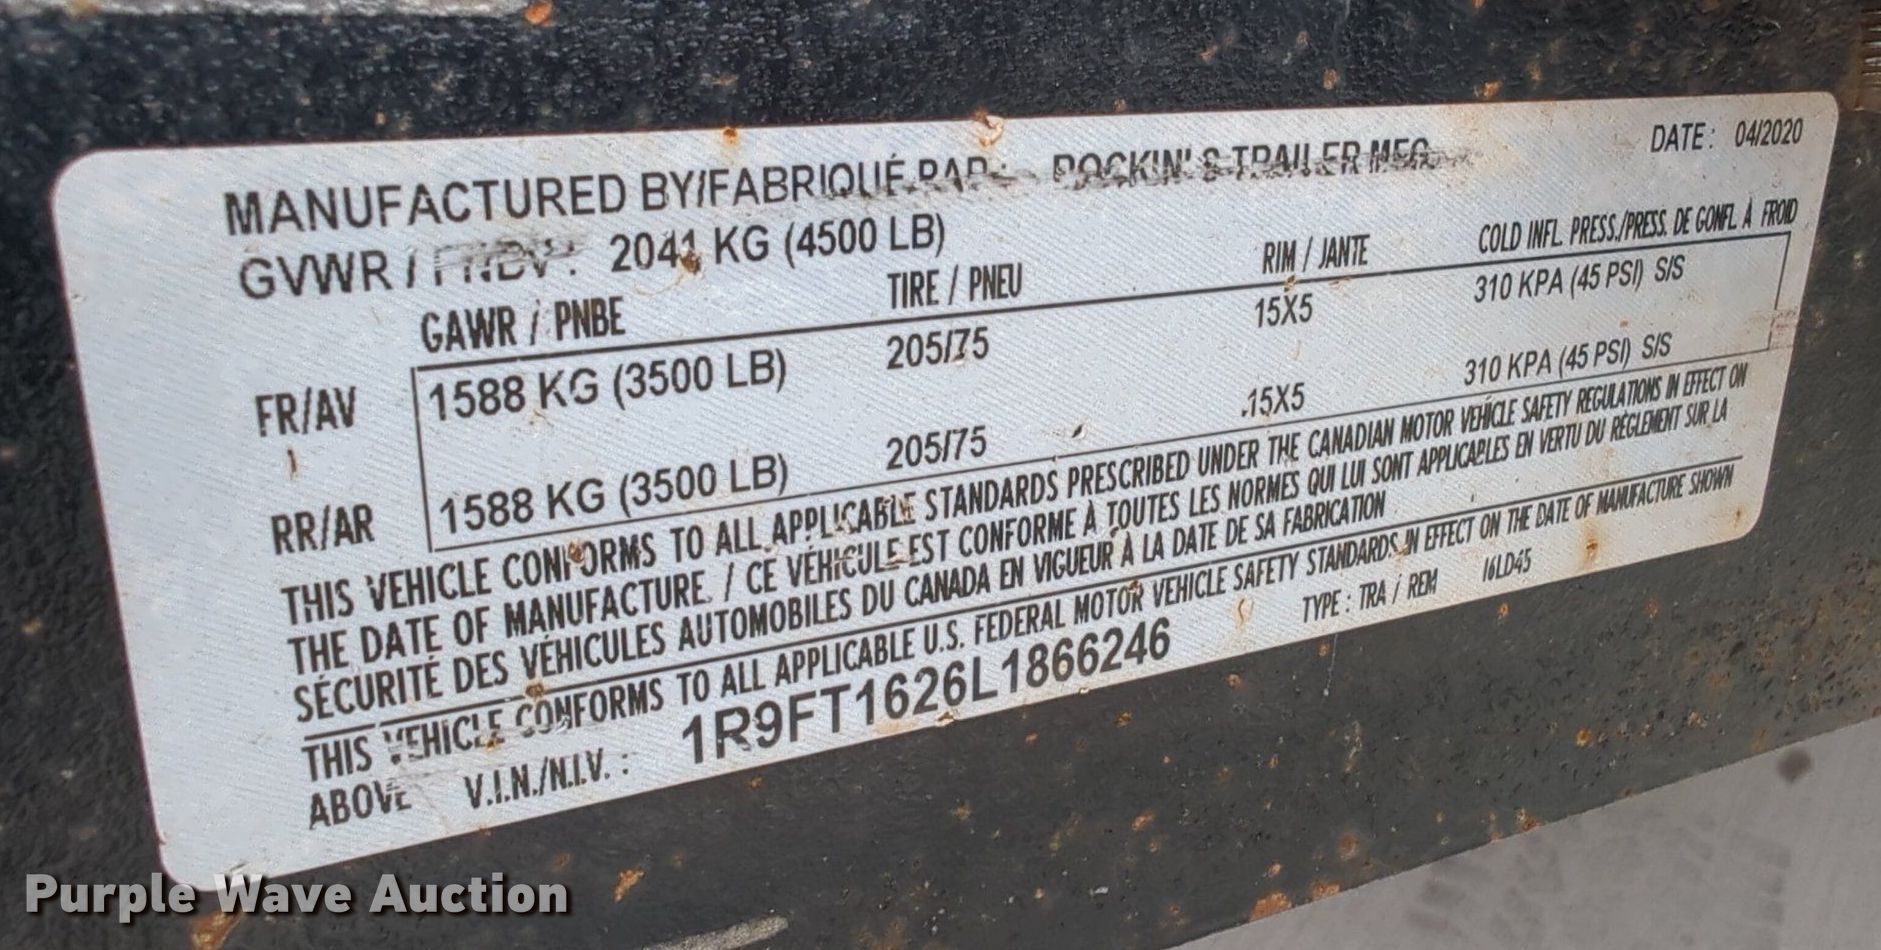 MANUFACTURED BY/FABRIQUÉ PAR: ROCKIN' S TRAILER MFG. DATE: 04/2020
GVWR / PNBV: 2041 KG (4500 LB)
GAWR / PNBE TIRE / PNEU RIM / JANTE COLD INFL. PRESS./PRESS. DE GONFL. À FROID
FR/AV 1588 KG (3500 LB) 205/75 15X5 310 KPA (45 PSI) S/S
RR/AR 1588 KG (3500 LB) 205/75 15X5 310 KPA (45 PSI) S/S
THIS VEHICLE CONFORMS TO ALL APPLICABLE STANDARDS PRESCRIBED UNDER THE CANADIAN MOTOR VEHICLE SAFETY REGULATIONS IN EFFECT ON
THE DATE OF MANUFACTURE. / CE VÉHICULE EST CONFORME À TOUTES LES NORMES QUI LUI SONT APPLICABLES EN VERTU DU RÈGLEMENT SUR LA
SÉCURITÉ DES VÉHICULES AUTOMOBILES DU CANADA EN VIGUEUR À LA DATE DE SA FABRICATION
THIS VEHICLE CONFORMS TO ALL APPLICABLE U.S. FEDERAL MOTOR VEHICLE SAFETY STANDARDS IN EFFECT ON THE DATE OF MANUFACTURE SHOWN
ABOVE V.I.N./N.I.V. : 1R9FT1626L1866246 TYPE : TRA / REM 16LD45
Purple Wave Auction